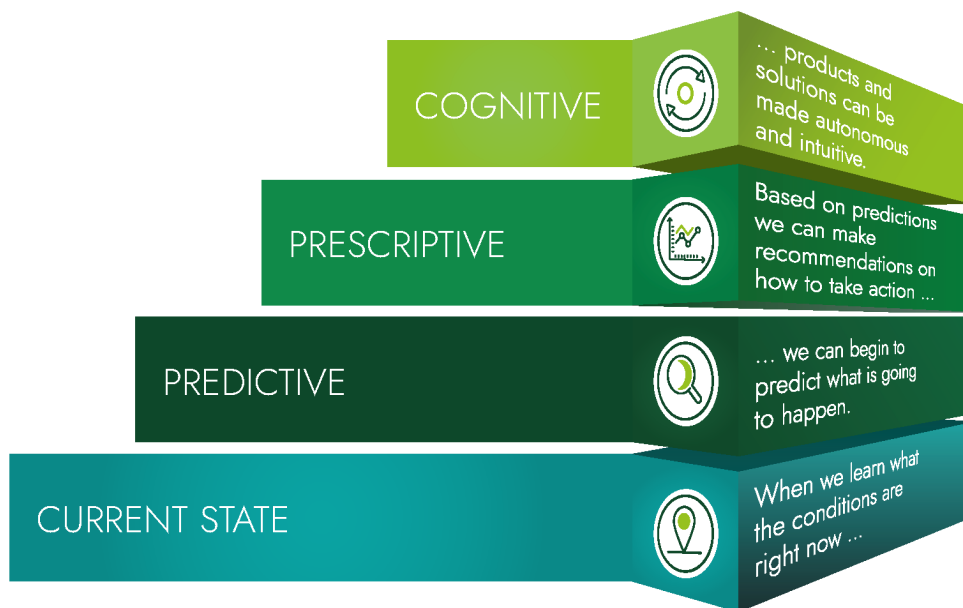 COGNITIVE
... products and
solutions can be
made autonomous
and intuitive.
PRESCRIPTIVE
Based on predictions
we can make
recommendations on
how to take action ...
PREDICTIVE
... we can begin to
predict what is going
to happen.
CURRENT STATE
When we learn what
the conditions are
right now ...